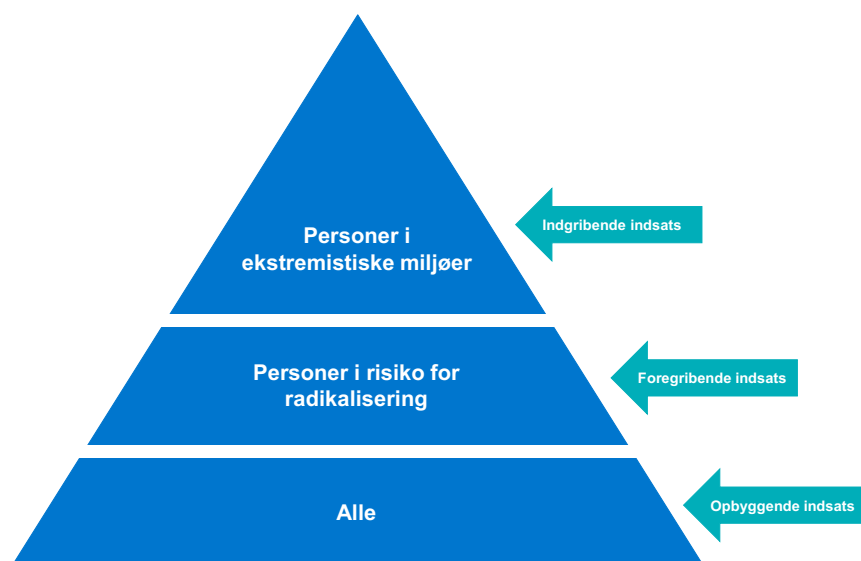 Personer i
ekstremistiske miljøer
Indgribende indsats
Personer i risiko for
radikalisering
Foregribende indsats
Alle
Opbyggende indsats